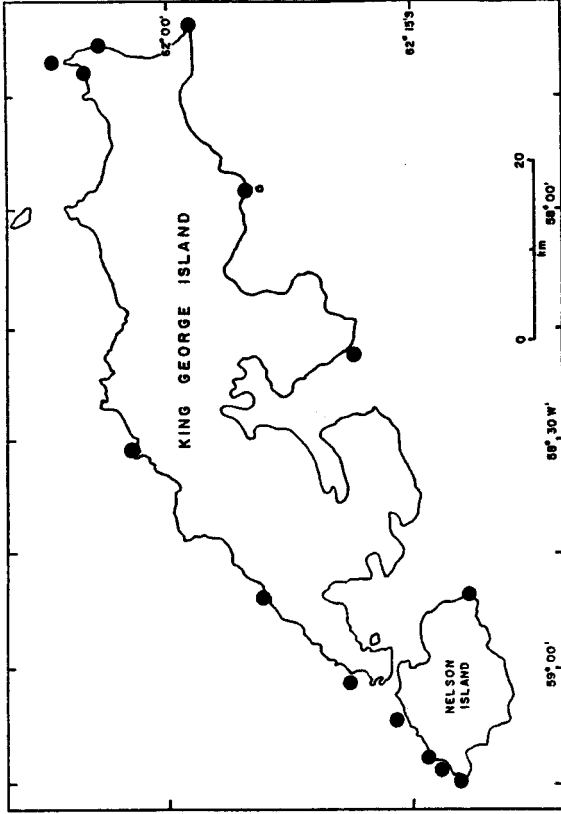 62° 00'
62° 15'S
KING GEORGE ISLAND
20
km
0
58° 00'
58° 30 W'
59° 00'
NELSON
ISLAND